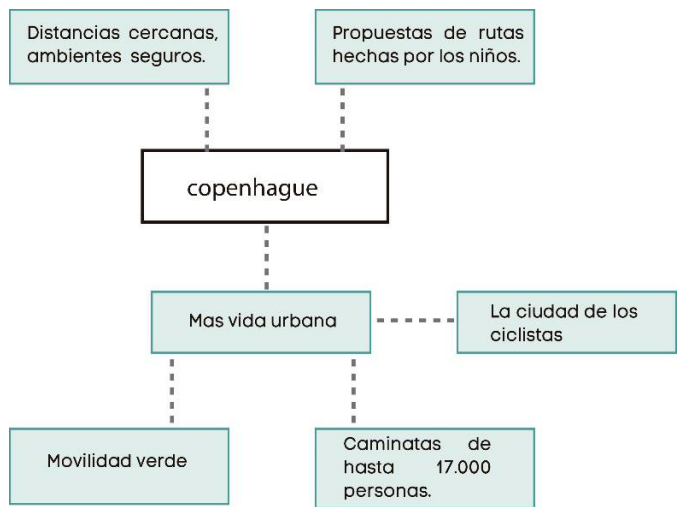 Distancias cercanas,
ambientes seguros.
Propuestas de rutas
hechas por los niños.
copenhague
Mas vida urbana
La ciudad de los
ciclistas
Movilidad verde
Caminatas de
hasta 17.000
personas.